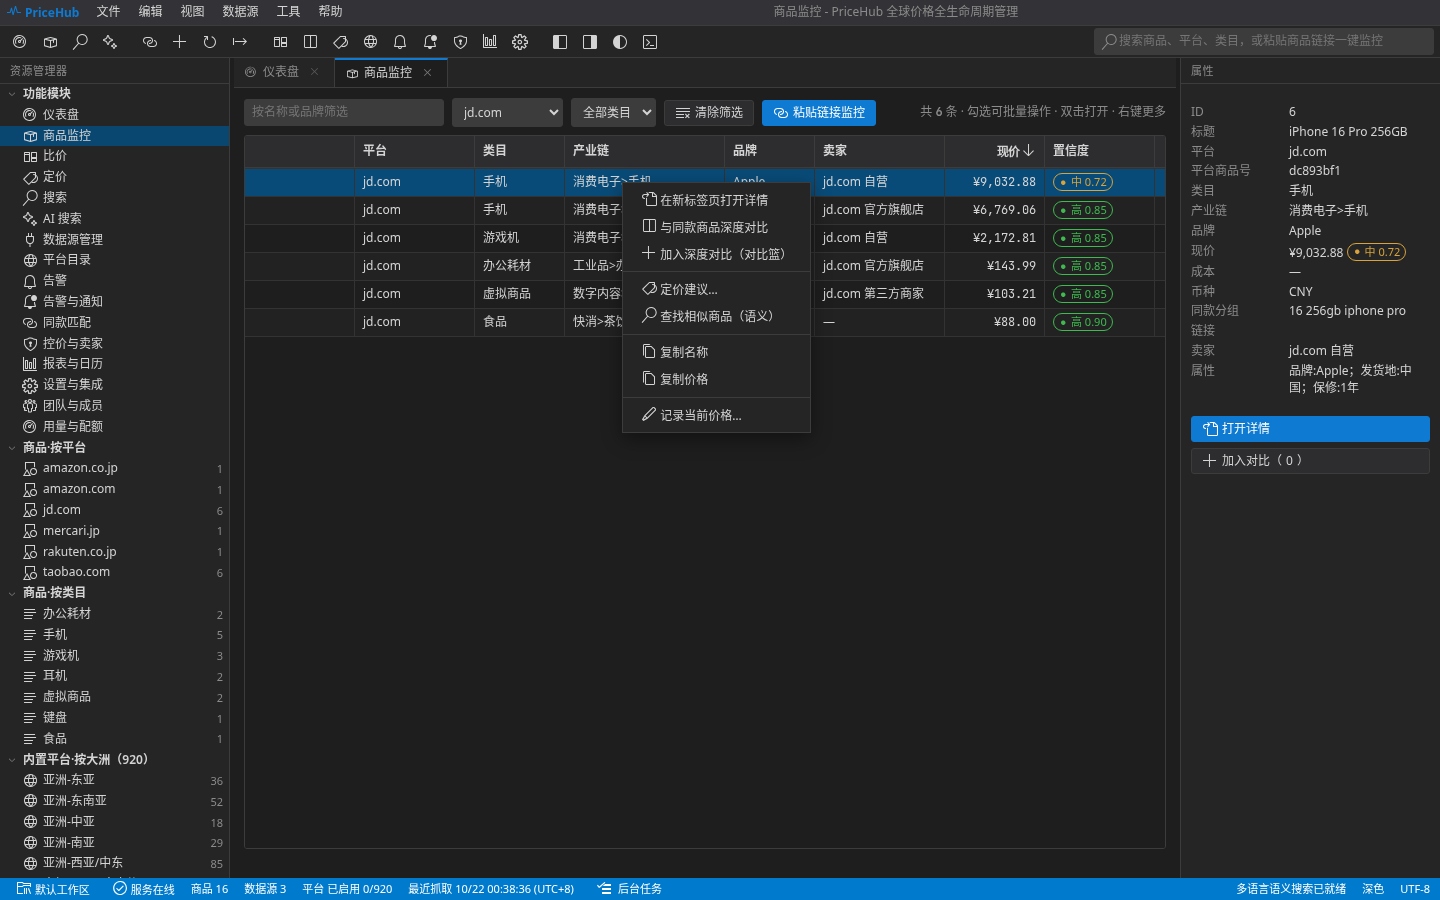 PriceHub 文件 编辑 视图 数据源 工具 帮助
商品监控 - PriceHub 全球价格全生命周期管理
搜索商品、平台、类目，或粘贴商品链接一键监控
资源管理器
功能模块
仪表盘
商品监控
比价
定价
搜索
AI 搜索
数据源管理
平台目录
告警
告警与通知
同款匹配
控价与卖家
报表与日历
设置与集成
团队与成员
用量与配额
商品·按平台
amazon.co.jp 1
amazon.com 1
jd.com 6
mercari.jp 1
rakuten.co.jp 1
taobao.com 6
商品·按类目
办公耗材 2
手机 5
游戏机 3
耳机 2
虚拟商品 2
键盘 1
食品 1
内置平台·按大洲（920）
亚洲-东亚 36
亚洲-东南亚 52
亚洲-中亚 18
亚洲-南亚 29
亚洲-西亚/中东 85
仪表盘 商品监控
按名称或品牌筛选 jd.com 全部类目 清除筛选 粘贴链接监控 共 6 条 · 勾选可批量操作 · 双击打开 · 右键更多
平台 类目 产业链 品牌 卖家 现价 置信度
jd.com 手机 消费电子>手机 Apple jd.com 自营 ¥9,032.88 中 0.72
jd.com 手机 消费电子 jd.com 官方旗舰店 ¥6,769.06 高 0.85
jd.com 游戏机 消费电子 jd.com 自营 ¥2,172.81 高 0.85
jd.com 办公耗材 工业品>办 jd.com 官方旗舰店 ¥143.99 高 0.85
jd.com 虚拟商品 数字内容 jd.com 第三方商家 ¥103.21 高 0.85
jd.com 食品 快消>茶饮 — ¥88.00 高 0.90
在新标签页打开详情
与同款商品深度对比
加入深度对比（对比篮）
定价建议…
查找相似商品（语义）
复制名称
复制价格
记录当前价格…
属性
ID 6
标题 iPhone 16 Pro 256GB
平台 jd.com
平台商品号 dc893bf1
类目 手机
产业链 消费电子>手机
品牌 Apple
现价 ¥9,032.88 中 0.72
成本 —
币种 CNY
同款分组 16 256gb iphone pro
链接
卖家 jd.com 自营
属性 品牌:Apple；发货地:中
国；保修:1年
打开详情
加入对比（ 0 ）
默认工作区 服务在线 商品 16 数据源 3 平台 已启用 0/920 最近抓取 10/22 00:38:36 (UTC+8) 后台任务 多语言语义搜索已就绪 深色 UTF-8